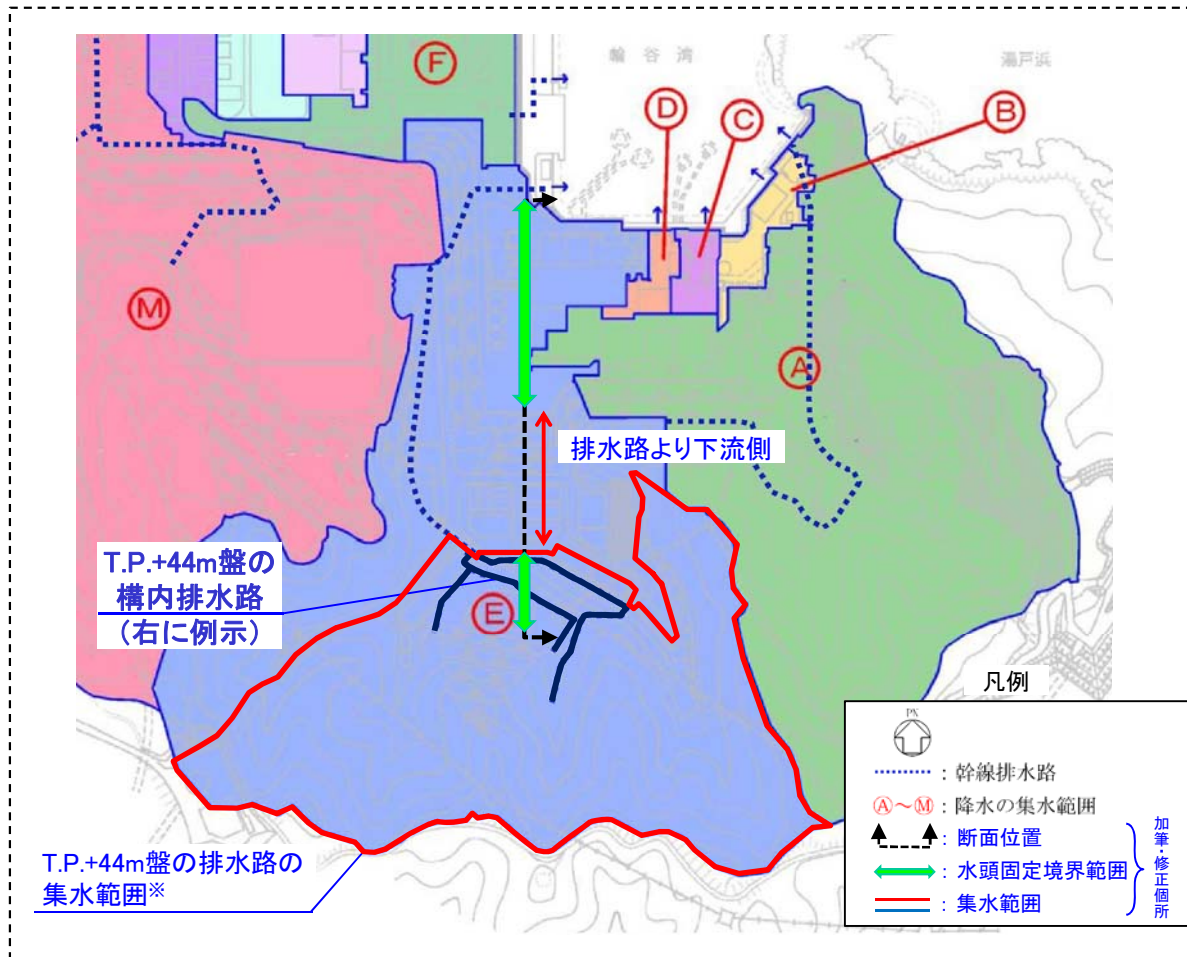 輪谷湾
湯戸浜
Ⓕ
Ⓓ
Ⓒ
Ⓑ
Ⓜ
Ⓐ
排水路より下流側
T.P.+44m盤の
構内排水路
(右に例示)
Ⓔ
T.P.+44m盤の排水路の
集水範囲※
凡例
PN
:幹線排水路
Ⓐ~Ⓜ:降水の集水範囲
:断面位置
:水頭固定境界範囲
:集水範囲
加筆・修正個所